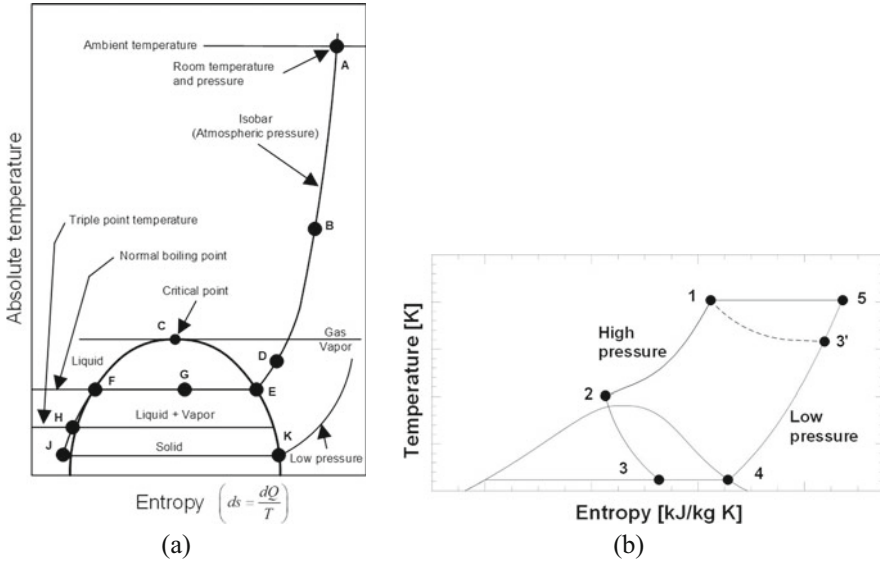 Ambient temperature
Room temperature
and pressure
A
Isobar
(Atmospheric pressure)
B
Triple point temperature
Normal boiling point
Critical point
C
Gas
Vapor
D
Liquid
F
G
E
H
Liquid + Vapor
K
J
Solid
Low pressure
Absolute temperature
Entropy (ds = dQ/T)
(a)
1
5
High
pressure
3'
2
Low
pressure
3
4
Temperature [K]
Entropy [kJ/kg K]
(b)